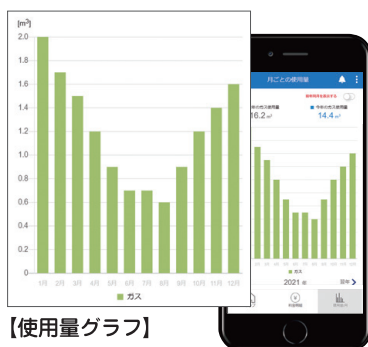 [m³]
2.0
1.8
1.6
1.4
1.2
1.0
0.8
0.6
0.4
0.2
0
1月 2月 3月 4月 5月 6月 7月 8月 9月 10月 11月 12月
ガス
【使用量グラフ】
月ごとの使用量
16.2 m³
14.4 m³
ガス
2021 年
翌年